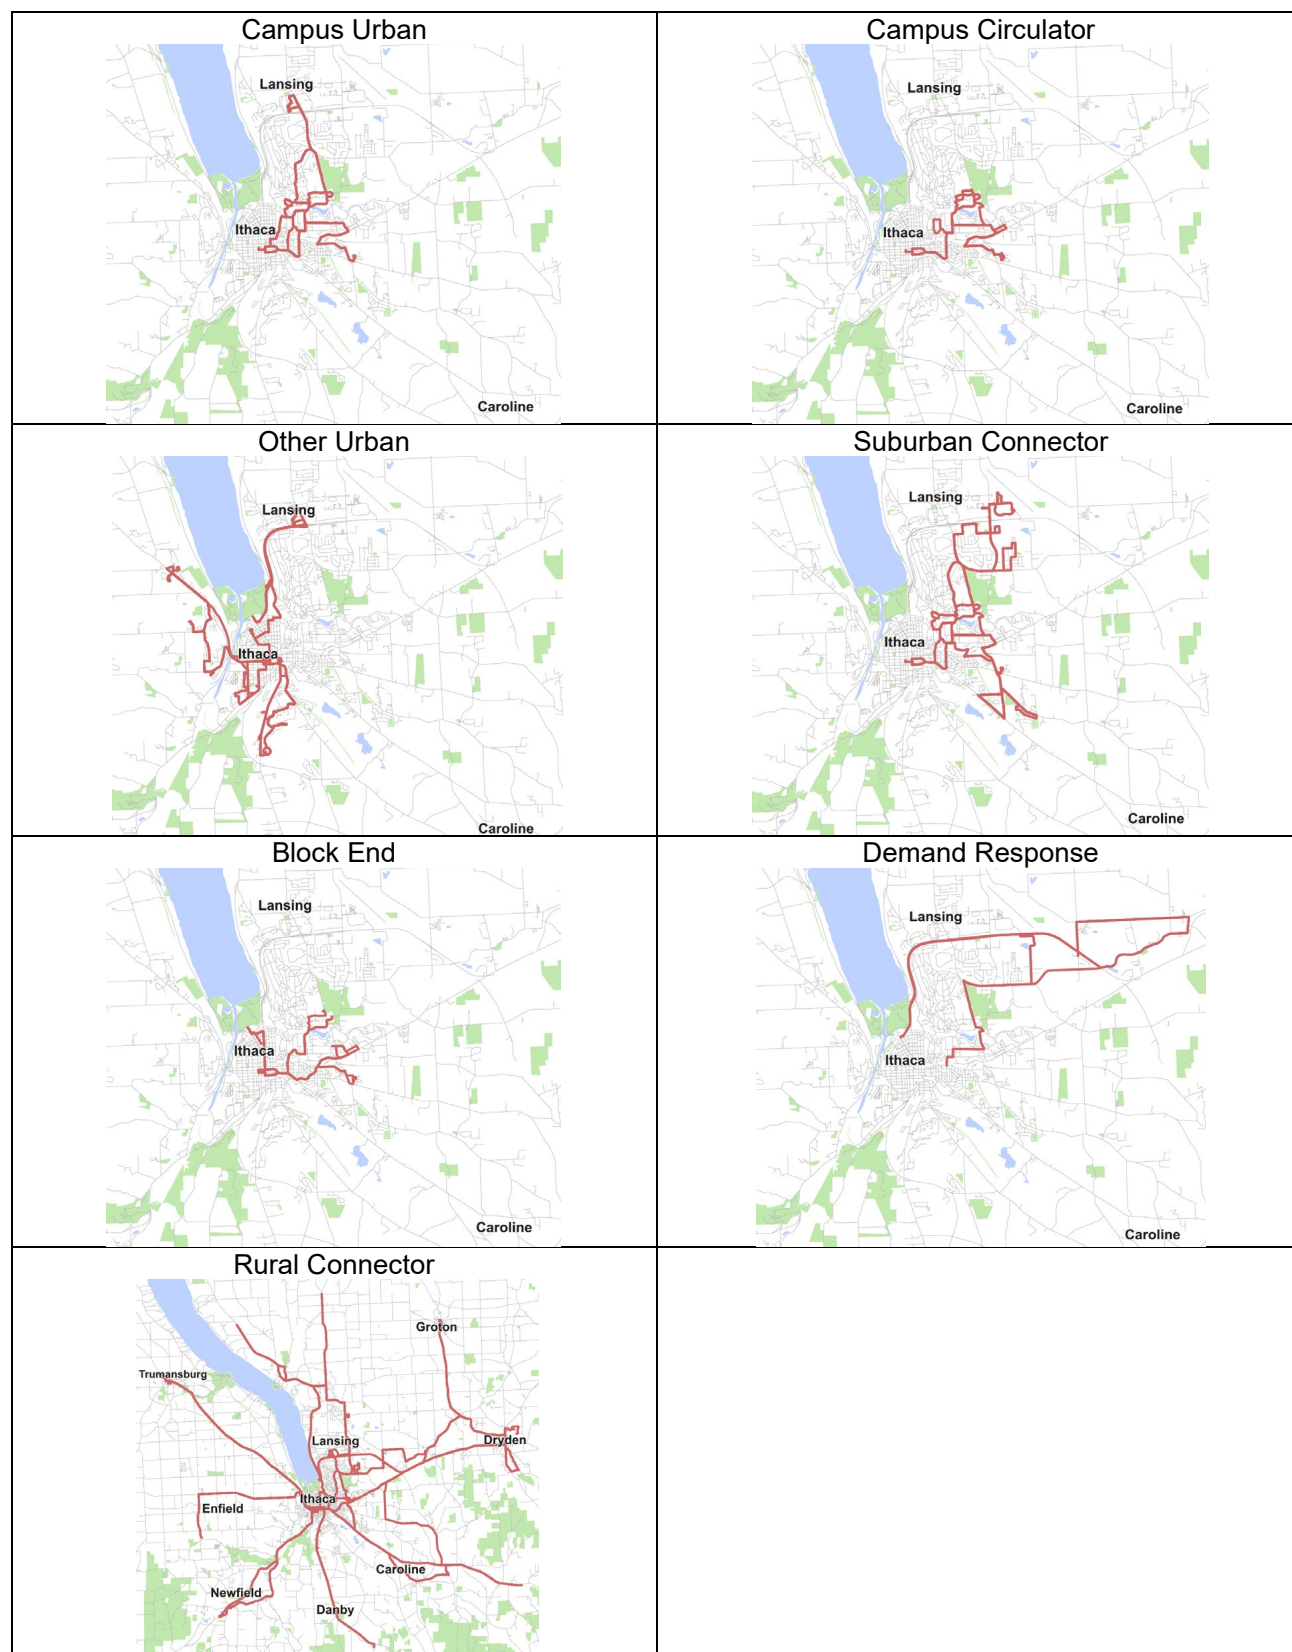 Campus Urban
Lansing
Ithaca
Caroline
Campus Circulator
Lansing
Ithaca
Caroline
Other Urban
Lansing
Ithaca
Caroline
Suburban Connector
Lansing
Ithaca
Caroline
Block End
Lansing
Ithaca
Caroline
Demand Response
Lansing
Ithaca
Caroline
Rural Connector
Groton
Trumansburg
Lansing
Dryden
Ithaca
Enfield
Caroline
Newfield
Danby